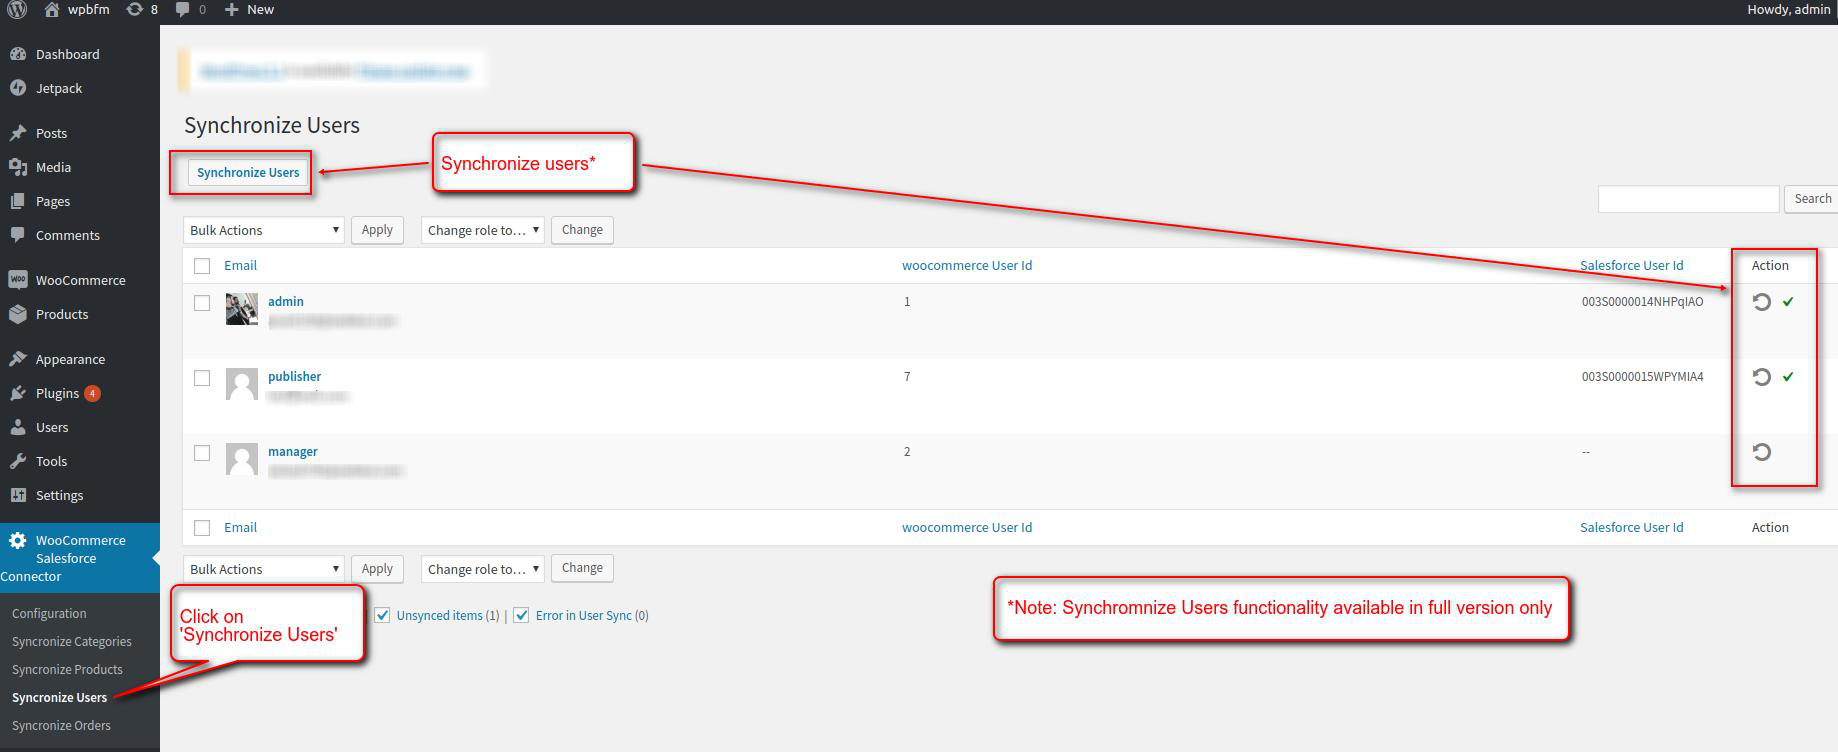 wpbfm 8 0 New
Howdy, admin
Dashboard
Jetpack
Posts
Media
Pages
Comments
WooCommerce
Products
Appearance
Plugins 4
Users
Tools
Settings
WooCommerce
Salesforce
Connector
Configuration
Syncronize Categories
Syncronize Products
Syncronize Users
Syncronize Orders
Synchronize Users
Synchronize Users
Synchronize users*
Search
Bulk Actions Apply Change role to... Change
Email woocommerce User Id Salesforce User Id Action
admin 1 003S0000014NHPqIAO
publisher 7 003S0000015WPYMIA4
manager 2 --
Email woocommerce User Id Salesforce User Id Action
Bulk Actions Apply Change role to... Change
Click on
'Synchronize Users'
Unsynced items (1) | Error in User Sync (0)
*Note: Synchromnize Users functionality available in full version only